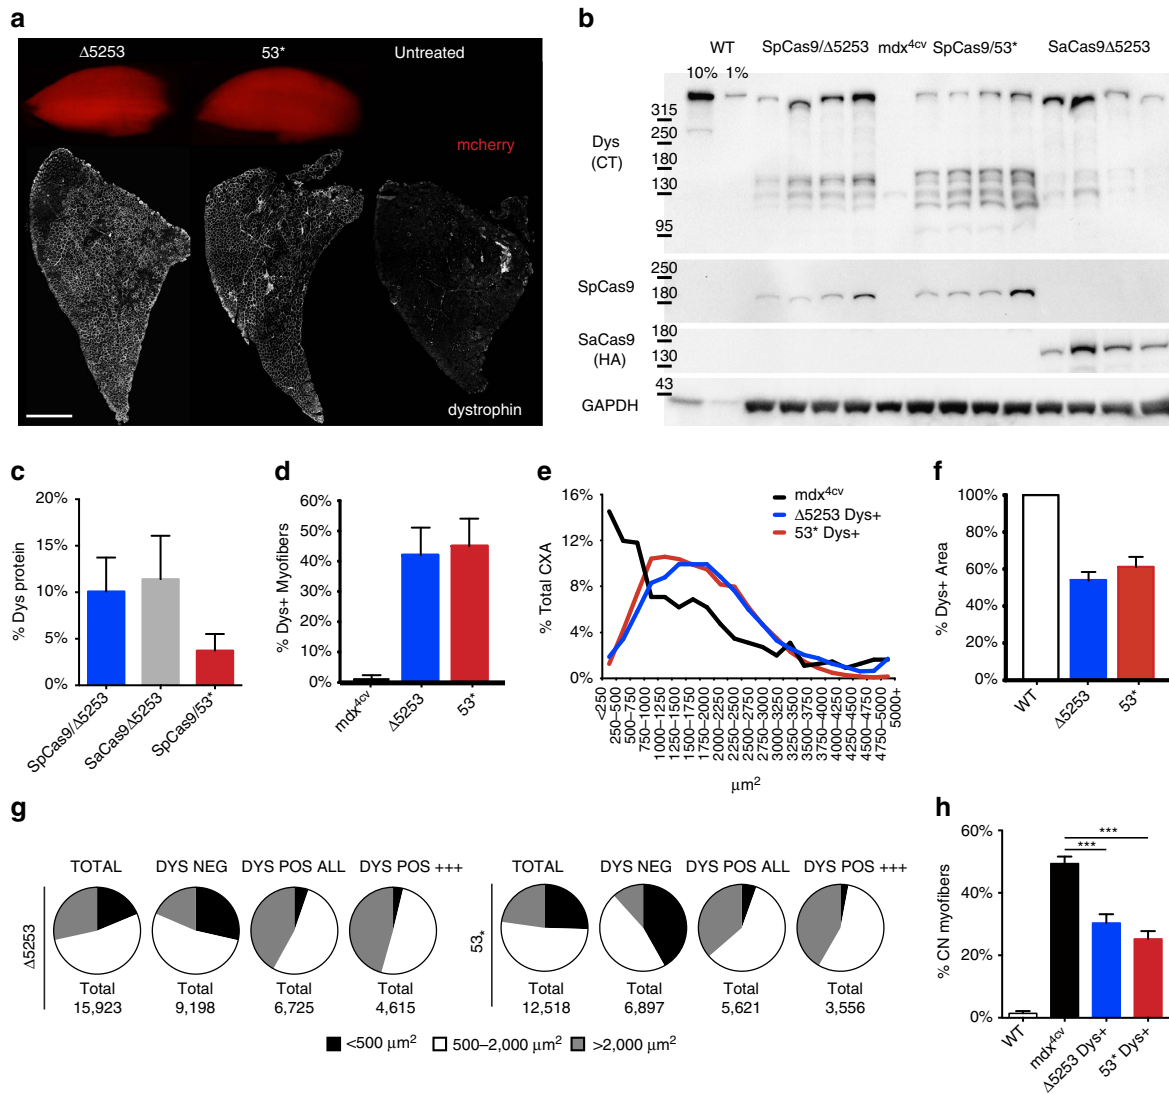 a
Δ5253
53*
Untreated
mcherry
dystrophin
b
WT
SpCas9/Δ5253
mdx4cv
SpCas9/53*
SaCas9Δ5253
10%
1%
Dys
(CT)
315
250
180
130
95
SpCas9
250
180
SaCas9
(HA)
180
130
43
GAPDH
c
% Dys protein
20%
15%
10%
5%
0%
SpCas9/Δ5253
SaCas9Δ5253
SpCas9/53*
d
% Dys+ Myofibers
60%
50%
40%
30%
20%
10%
0%
mdx4cv
Δ5253
53*
e
% Total CXA
16%
12%
8%
4%
0%
mdx4cv
Δ5253 Dys+
53* Dys+
<250
250–500
500–750
750–1000
1000–1250
1250–1500
1500–1750
1750–2000
2000–2250
2250–2500
2500–2750
2750–3000
3000–3250
3250–3500
3500–3750
3750–4000
4000–4250
4250–4500
4500–4750
4750–5000
5000+
μm2
f
% Dys+ Area
100%
80%
60%
40%
20%
0%
WT
Δ5253
53*
g
Δ5253
TOTAL
DYS NEG
DYS POS ALL
DYS POS +++
Total
15,923
Total
9,198
Total
6,725
Total
4,615
53*
TOTAL
DYS NEG
DYS POS ALL
DYS POS +++
Total
12,518
Total
6,897
Total
5,621
Total
3,556
<500 μm2
500–2,000 μm2
>2,000 μm2
h
% CN myofibers
60%
40%
20%
0%
***
***
WT
mdx4cv
Δ5253 Dys+
53* Dys+